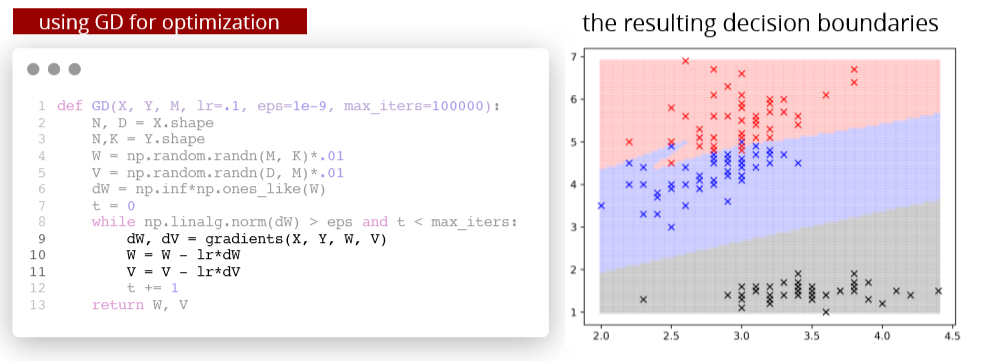 using GD for optimization
1 def GD(X, Y, M, lr=.1, eps=1e-9, max_iters=100000):
2     N, D = X.shape
3     N,K = Y.shape
4     W = np.random.randn(M, K)*.01
5     V = np.random.randn(D, M)*.01
6     dW = np.inf*np.ones_like(W)
7     t = 0
8     while np.linalg.norm(dW) > eps and t < max_iters:
9         dW, dV = gradients(X, Y, W, V)
10         W = W - lr*dW
11         V = V - lr*dV
12         t += 1
13     return W, V
the resulting decision boundaries
7
6
5
4
3
2
1
2.0 2.5 3.0 3.5 4.0 4.5